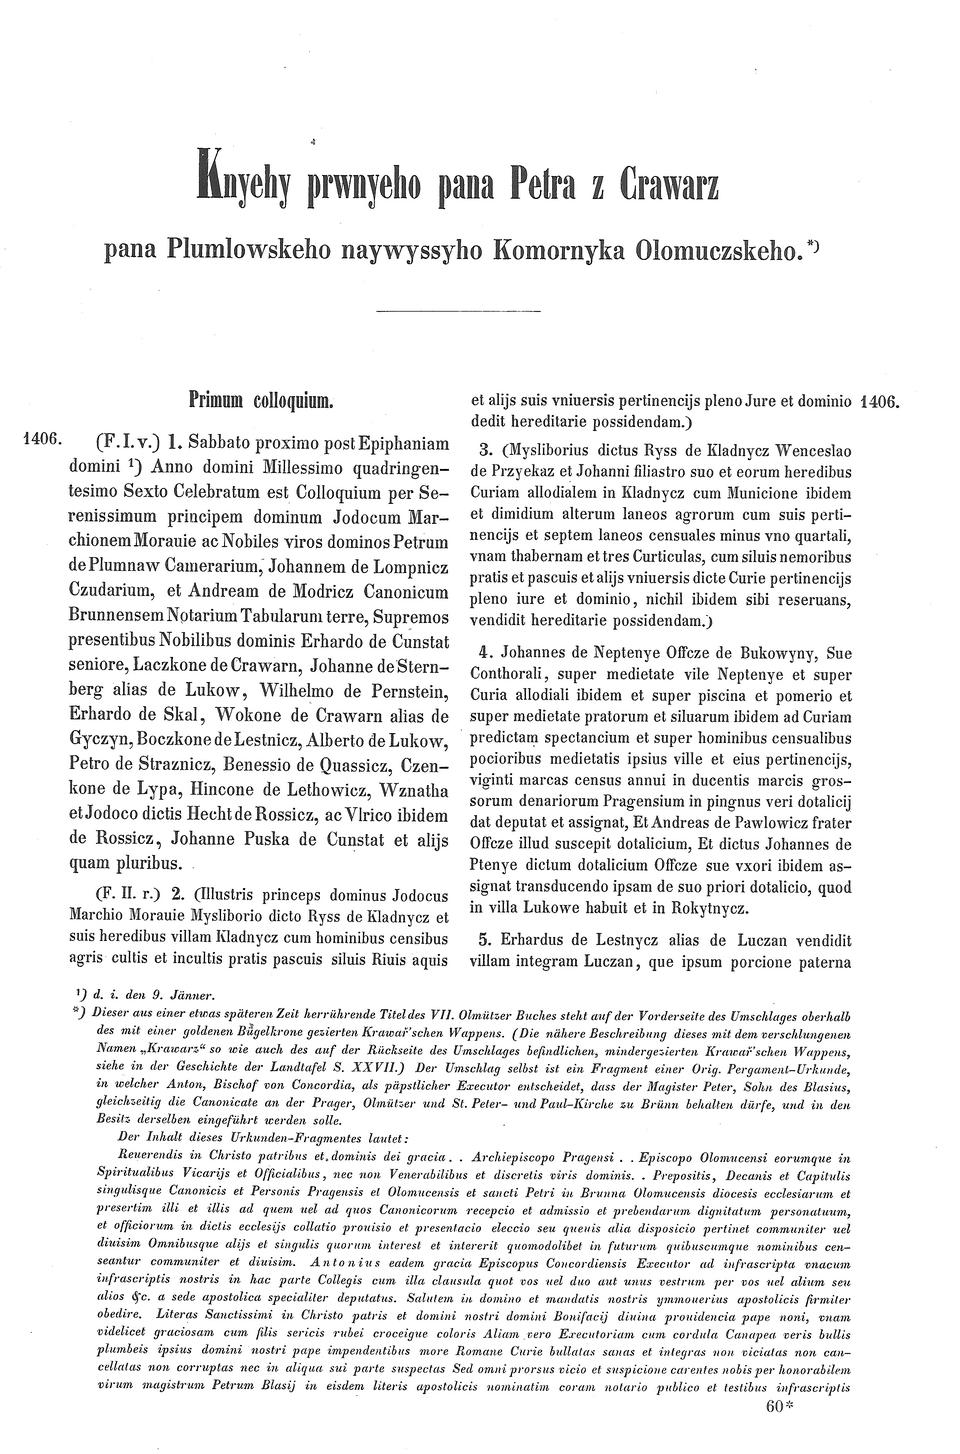 Knyehy prwnyeho pana Petra z Crawarz
pana Plumlowskeho naywyssyho Komornyka Olomuczskeho.*)
Primum colloquium.
1406.
(F. I. v.) 1. Sabbato proximo post Epiphaniam
domini ¹) Anno domini Millessimo quadringen-
tesimo Sexto Celebratum est Colloquium per Se-
renissimum principem dominum Jodocum Mar-
chionem Morauie ac Nobiles viros dominos Petrum
de Plumnaw Camerarium, Johannem de Lompnicz
Czudarium, et Andream de Modricz Canonicum
Brunnensem Notarium Tabularum terre, Supremos
presentibus Nobilibus dominis Erhardo de Cunstat
seniore, Laczkone de Crawarn, Johanne de Stern-
berg alias de Lukow, Wilhelmo de Pernstein,
Erhardo de Skal, Wokone de Crawarn alias de
Gyczyn, Boczkone de Lestnicz, Alberto de Lukow,
Petro de Straznicz, Benessio de Quassicz, Czen-
kone de Lypa, Hincone de Lethowicz, Wznatha
et Jodoco dictis Hecht de Rossicz, ac Vlrico ibidem
de Rossicz, Johanne Puska de Cunstat et alijs
quam pluribus.
(F. II. r.) 2. (Illustris princeps dominus Jodocus
Marchio Morauie Mysliborio dicto Ryss de Kladnycz et
suis heredibus villam Kladnycz cum hominibus censibus
agris cultis et incultis pratis pascuis siluis Riuis aquis
et alijs suis vniuersis pertinencijs pleno Jure et dominio
dedit hereditarie possidendam.)
1406.
3. (Mysliborius dictus Ryss de Kladnycz Wenceslao
de Przyekaz et Johanni filiastro suo et eorum heredibus
Curiam allodialem in Kladnycz cum Municione ibidem
et dimidium alterum laneos agrorum cum suis perti-
nencijs et septem laneos censuales minus vno quartali,
vnam thabernam et tres Curticulas, cum siluis nemoribus
pratis et pascuis et alijs vniuersis dicte Curie pertinencijs
pleno iure et dominio, nichil ibidem sibi reseruans,
vendidit hereditarie possidendam.)
4. Johannes de Neptenye Offcze de Bukowyny, Sue
Conthorali, super medietate vile Neptenye et super
Curia allodiali ibidem et super piscina et pomerio et
super medietate pratorum et siluarum ibidem ad Curiam
predictam spectancium et super hominibus censualibus
pocioribus medietatis ipsius ville et eius pertinencijs,
viginti marcas census annui in ducentis marcis gros-
sorum denariorum Pragensium in pingnus veri dotalicij
dat deputat et assignat, Et Andreas de Pawlowicz frater
Offcze illud suscepit dotalicium, Et dictus Johannes de
Ptenye dictum dotalicium Offcze sue vxori ibidem as-
signat transducendo ipsam de suo priori dotalicio, quod
in villa Lukowe habuit et in Rokytnycz.
5. Erhardus de Lestnycz alias de Luczan vendidit
villam integram Luczan, que ipsum porcione paterna
¹) d. i. den 9. Jänner.
*) Dieser aus einer etwas späteren Zeit herrührende Titel des VII. Olmützer Buches steht auf der Vorderseite des Umschlages oberhalb
des mit einer goldenen Bügelkrone gezierten Krawař'schen Wappens. (Die nähere Beschreibung dieses mit dem verschlungenen
Namen „Krawarz“ so wie auch des auf der Rückseite des Umschlages befindlichen, mindergezierten Krawař'schen Wappens,
siehe in der Geschichte der Landtafel S. XXVII.) Der Umschlag selbst ist ein Fragment einer Orig. Pergament-Urkunde,
in welcher Anton, Bischof von Concordia, als päpstlicher Executor entscheidet, dass der Magister Peter, Sohn des Blasius,
gleichzeitig die Canonicate an der Prager, Olmützer und St. Peter- und Paul-Kirche zu Brünn behalten dürfe, und in den
Besitz derselben eingeführt werden solle.
Der Inhalt dieses Urkunden-Fragmentes lautet:
Reuerendis in Christo patribus et dominis dei gracia . . Archiepiscopo Pragensi . . Episcopo Olomucensi eorumque in
Spiritualibus Vicarijs et Officialibus, nec non Venerabilibus et discretis viris dominis. . Prepositis, Decanis et Capitulis
singulisque Canonicis et Personis Pragensis et Olomucensis et sancti Petri in Brunna Olomucensis diocesis ecclesiarum et
presertim illi et illis ad quem uel ad quos Canonicorum recepcio et admissio et prebendarum dignitatum personatuum,
et officiorum in dictis ecclesijs collatio prouisio et presentacio eleccio seu queuis alia disposicio pertinet communiter uel
diuisim Omnibusque alijs et singulis quorum interest et intererit quomodolibet in futurum quibuscumque nominibus cen-
seantur communiter et diuisim. Antonius eadem gracia Episcopus Concordiensis Executor ad infrascripta vnacum
infrascriptis nostris in hac parte Collegis cum illa clausula quot vos uel duo aut unus vestrum per vos uel alium seu
alios &c. a sede apostolica specialiter deputatus. Salutem in domino et mandatis nostris ymmouerius apostolicis firmiter
obedire. Literas Sanctissimi in Christo patris et domini nostri domini Bonifacij diuina prouidencia pape noni, vnam
videlicet graciosam cum filis sericis rubei croceique coloris Aliam vero Executoriam cum cordula Canapea veris bullis
plumbeis ipsius domini nostri pape impendentibus more Romane Curie bullatas sanas et integras non viciatas non can-
cellatas non corruptas nec in aliqua sui parte suspectas Sed omni prorsus vicio et suspicione carentes nobis per honorabilem
virum magistrum Petrum Blasij in eisdem literis apostolicis nominatim coram notario publico et testibus infrascriptis
60*